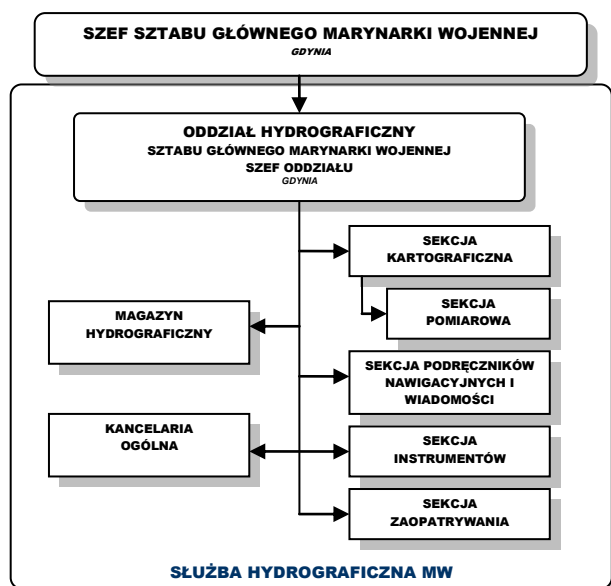 SZEF SZTABU GŁÓWNEGO MARYNARKI WOJENNEJ
GDYNIA
ODDZIAŁ HYDROGRAFICZNY
SZTABU GŁÓWNEGO MARYNARKI WOJENNEJ
SZEF ODDZIAŁU
GDYNIA
SEKCJA
KARTOGRAFICZNA
SEKCJA
POMIAROWA
MAGAZYN
HYDROGRAFICZNY
SEKCJA PODRĘCZNIKÓW
NAWIGACYJNYCH I
WIADOMOŚCI
KANCELARIA
OGÓLNA
SEKCJA
INSTRUMENTÓW
SEKCJA
ZAOPATRYWANIA
SŁUŻBA HYDROGRAFICZNA MW